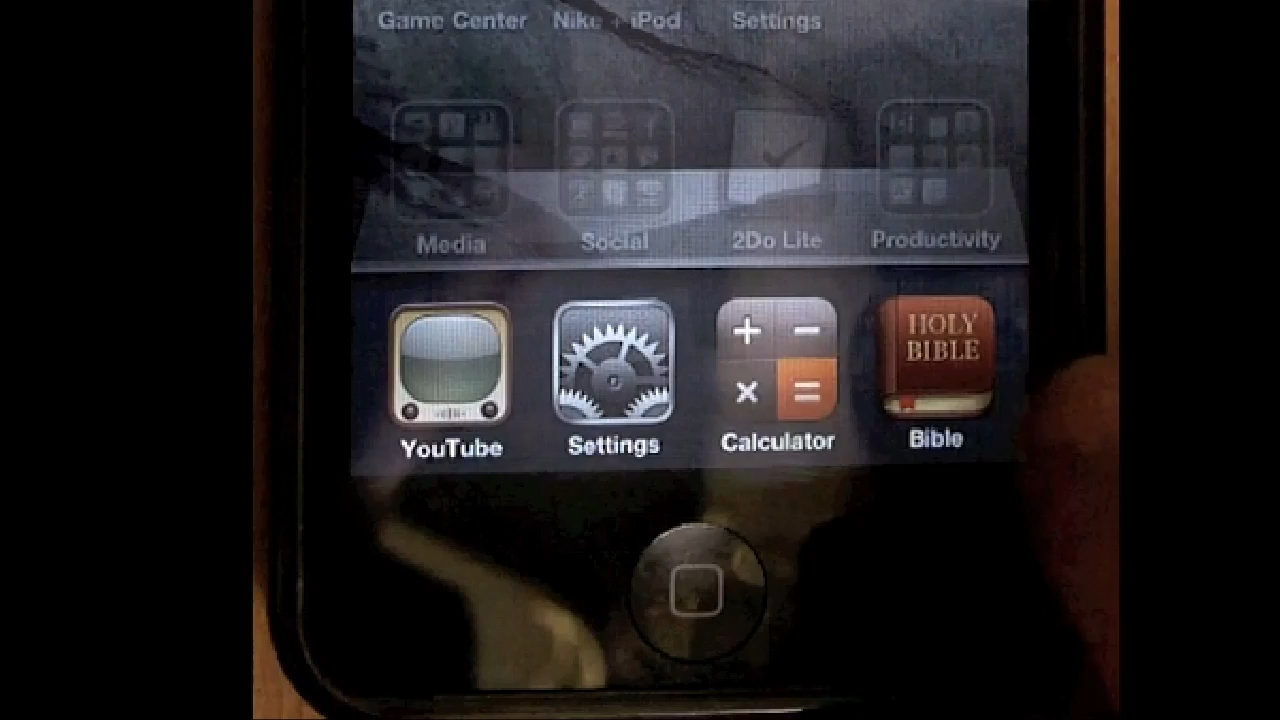 Game Center Nike + iPod Settings
Media Social 2Do Lite Productivity
HOLY
BIBLE
YouTube Settings Calculator Bible